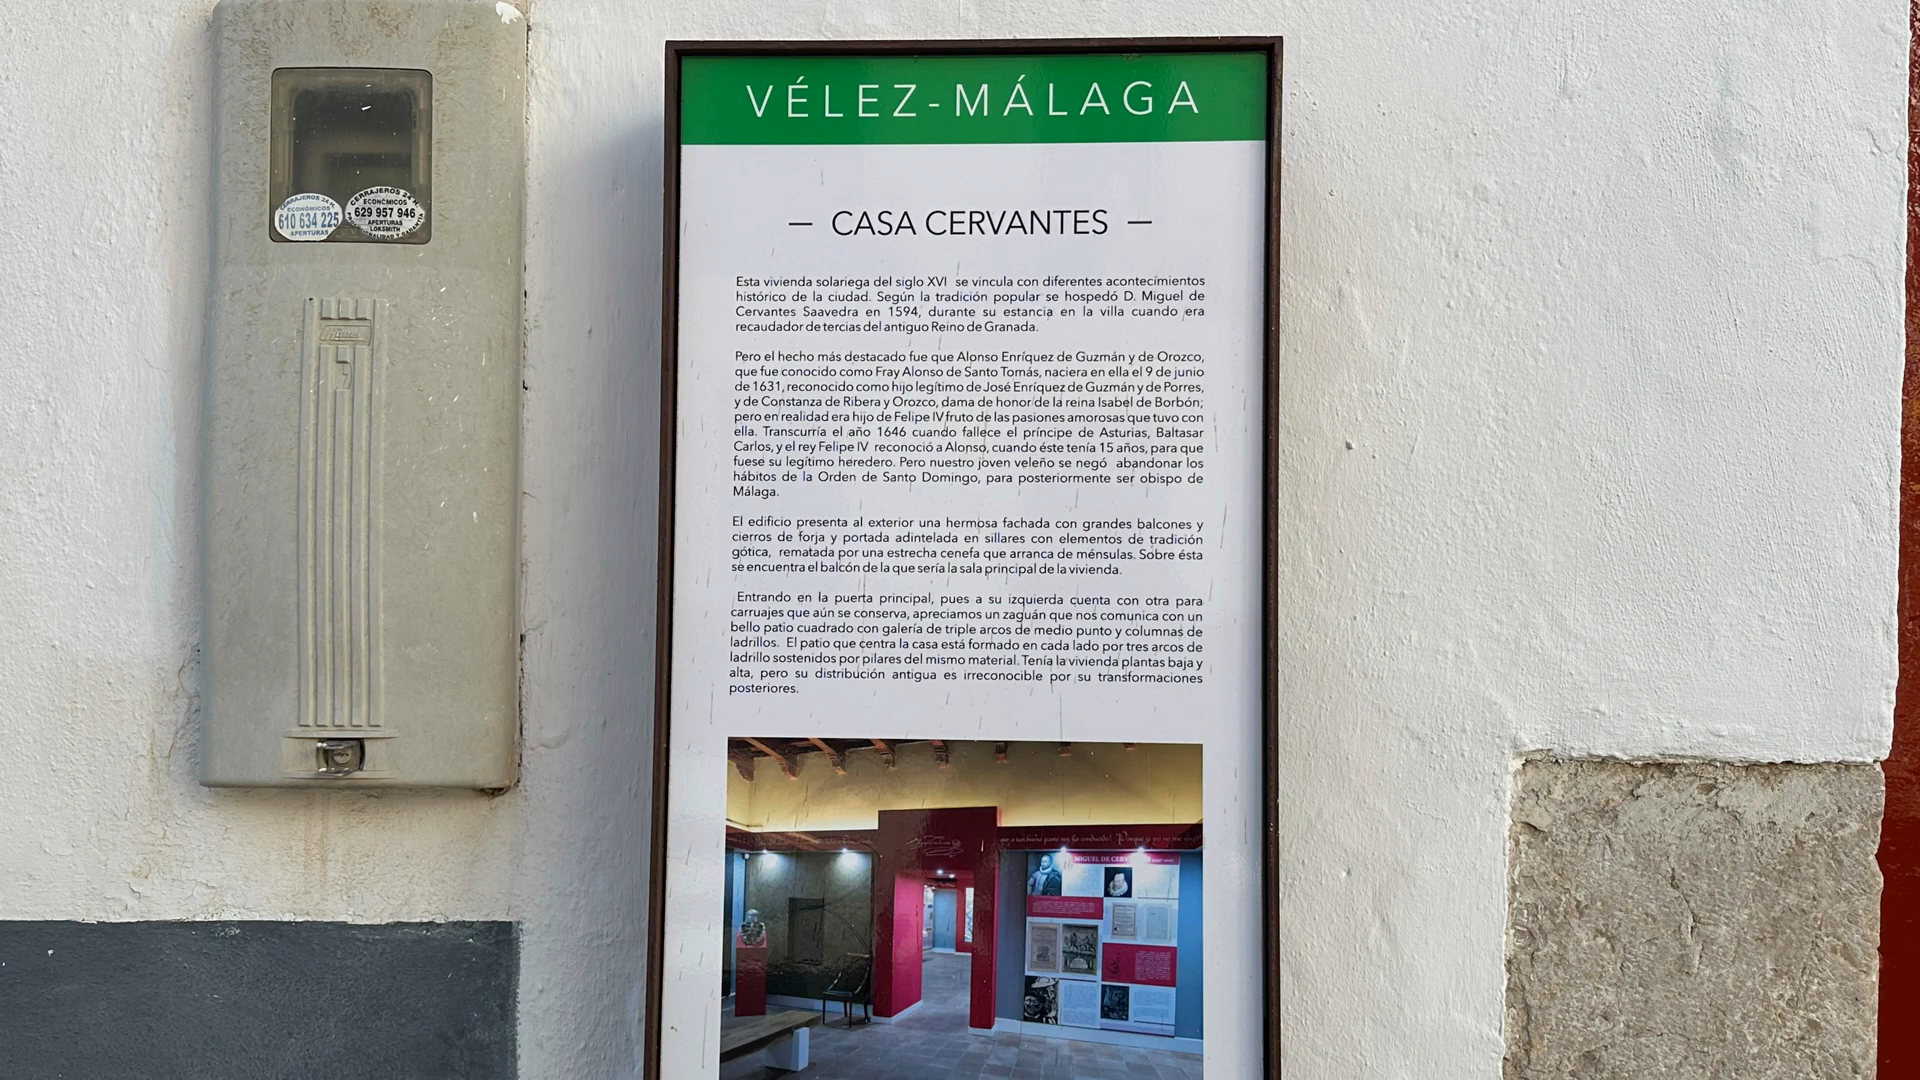 VÉLEZ-MÁLAGA
— CASA CERVANTES —
Esta vivienda solariega del siglo XVI se vincula con diferentes acontecimientos
histórico de la ciudad. Según la tradición popular se hospedó D. Miguel de
Cervantes Saavedra en 1594, durante su estancia en la villa cuando era
recaudador de tercias del antiguo Reino de Granada.
Pero el hecho más destacado fue que Alonso Enríquez de Guzmán y de Orozco,
que fue conocido como Fray Alonso de Santo Tomás, naciera en ella el 9 de junio
de 1631, reconocido como hijo legítimo de José Enríquez de Guzmán y de Porres,
y de Constanza de Ribera y Orozco, dama de honor de la reina Isabel de Borbón;
pero en realidad era hijo de Felipe IV fruto de las pasiones amorosas que tuvo con
ella. Transcurría el año 1646 cuando fallece el príncipe de Asturias, Baltasar
Carlos, y el rey Felipe IV reconoció a Alonso, cuando éste tenía 15 años, para que
fuese su legítimo heredero. Pero nuestro joven veleño se negó abandonar los
hábitos de la Orden de Santo Domingo, para posteriormente ser obispo de
Málaga.
El edificio presenta al exterior una hermosa fachada con grandes balcones y
cierros de forja y portada adintelada en sillares con elementos de tradición
gótica, rematada por una estrecha cenefa que arranca de ménsulas. Sobre ésta
se encuentra el balcón de la que sería la sala principal de la vivienda.
Entrando en la puerta principal, pues a su izquierda cuenta con otra para
carruajes que aún se conserva, apreciamos un zaguán que nos comunica con un
bello patio cuadrado con galería de triple arcos de medio punto y columnas de
ladrillos. El patio que centra la casa está formado en cada lado por tres arcos de
ladrillo sostenidos por pilares del mismo material. Tenía la vivienda plantas baja y
alta, pero su distribución antigua es irreconocible por su transformaciones
posteriores.
CERRAJEROS 24 H.
ECONÓMICOS
610 634 225
APERTURAS
CERRAJEROS 24 H.
ECONÓMICOS
629 957 946
APERTURAS
LOKSMITH
MIGUEL DE